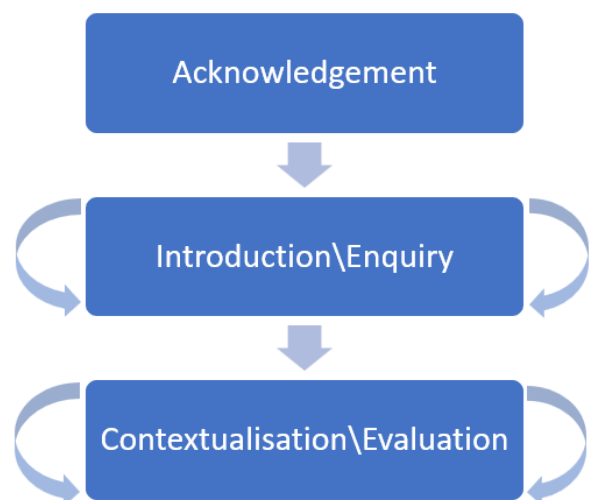 Acknowledgement
Introduction\Enquiry
Contextualisation\Evaluation